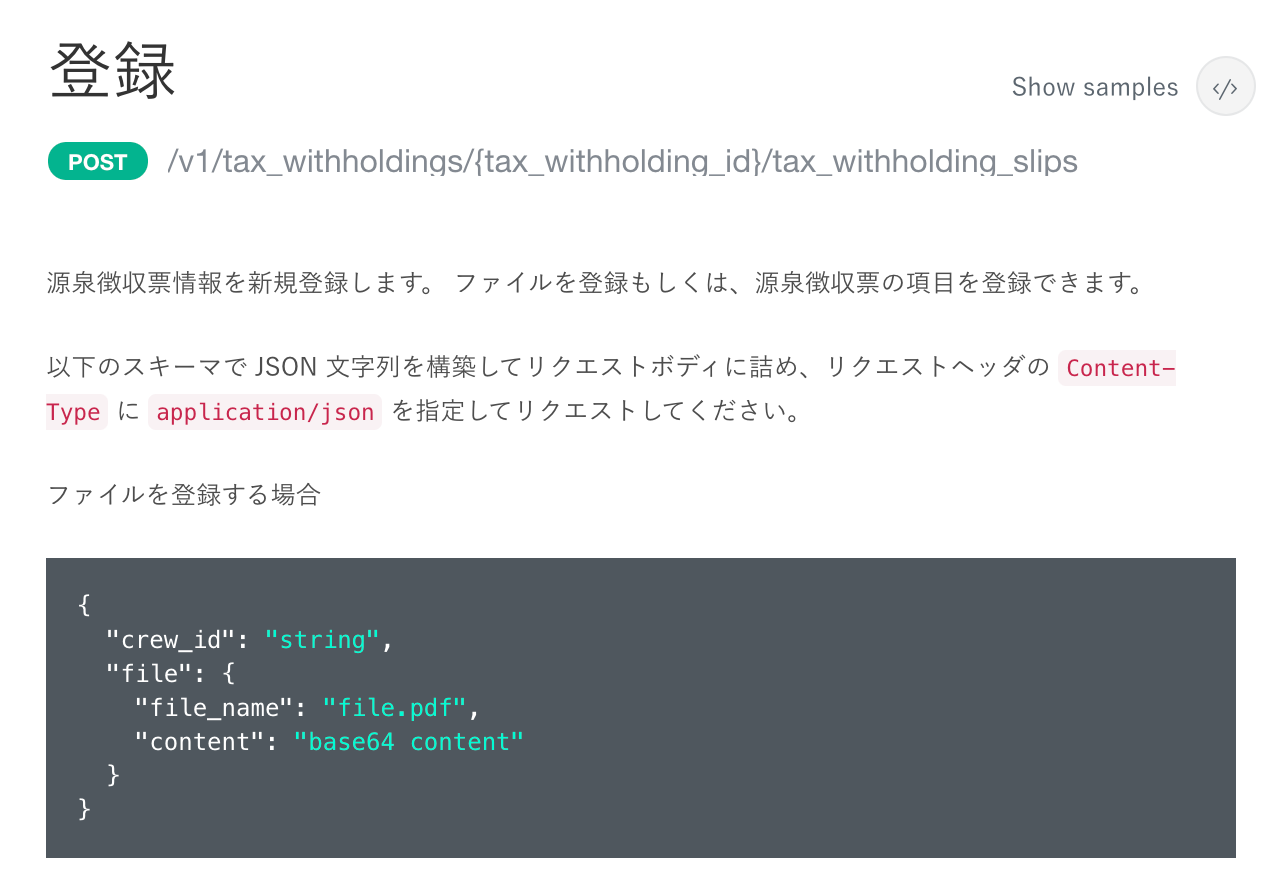 登録
Show samples </>
POST /v1/tax_withholdings/{tax_withholding_id}/tax_withholding_slips
源泉徴収票情報を新規登録します。 ファイルを登録もしくは、源泉徴収票の項目を登録できます。
以下のスキーマで JSON 文字列を構築してリクエストボディに詰め、リクエストヘッダの Content-
Type に application/json を指定してリクエストしてください。
ファイルを登録する場合
{
  "crew_id": "string",
  "file": {
    "file_name": "file.pdf",
    "content": "base64 content"
  }
}